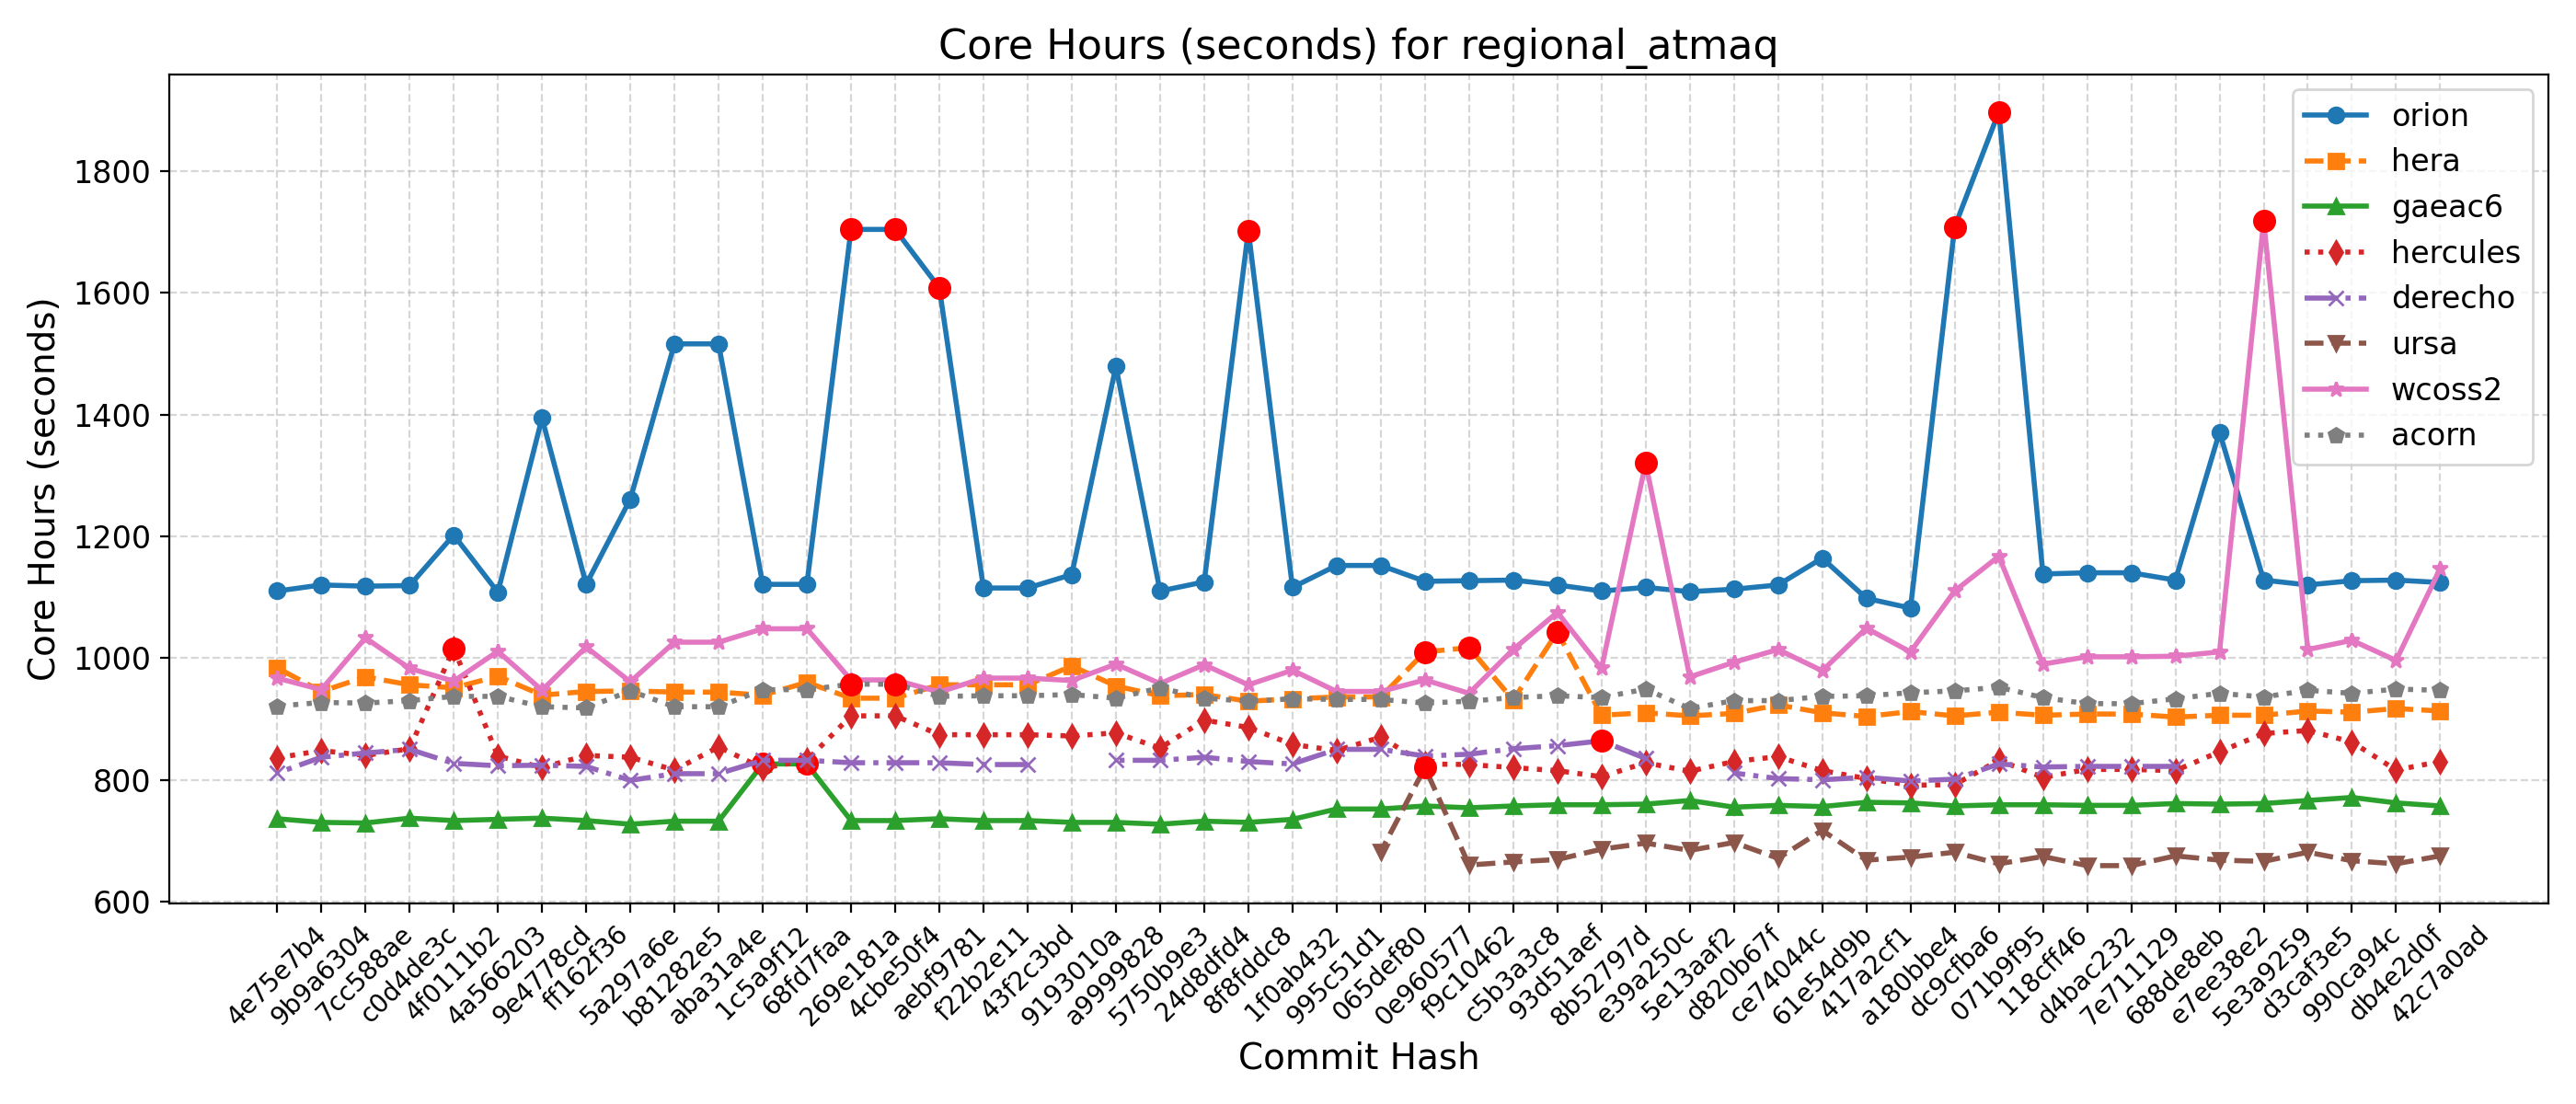 Core Hours (seconds) for regional_atmaq
Core Hours (seconds)
1800
1600
1400
1200
1000
800
600
orion
hera
gaeac6
hercules
derecho
ursa
wcoss2
acorn
4e75e7b4
9b9a6304
7cc588ae
c0d4de3c
4f0111b2
4a566203
9e4778cd
ff162f36
5a297a6e
b81282e5
aba31a4e
1c5a9f12
68fd7faa
269e181a
4cbe50f4
aebf9781
f22b2e11
43f2c3bd
9193010a
a9999828
5750b9e3
24d8dfd4
8f8fddc8
1f0ab432
995c51d1
065def80
0e960577
f9c10462
c5b3a3c8
93d51aef
8b52797d
e39a250c
5e13aaf2
d820b67f
ce74044c
61e54d9b
417a2cf1
a180bbe4
dc9cfba6
071b9f95
118cff46
d4bac232
7e711129
688de8eb
e7ee38e2
5e3a9259
d3caf3e5
990ca94c
db4e2d0f
42c7a0ad
Commit Hash